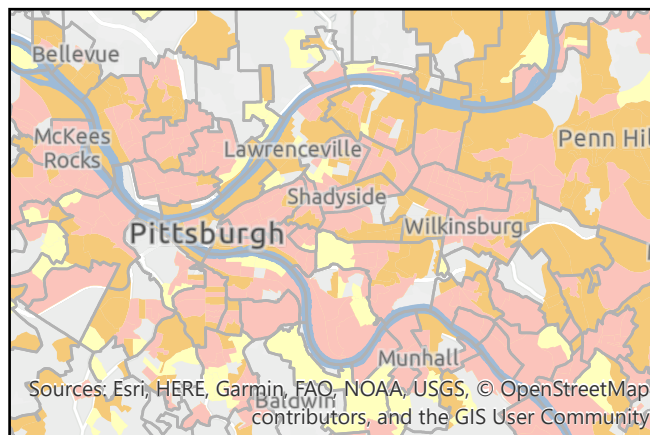 Bellevue
McKees
Rocks
Lawrenceville
Penn Hil
Shadyside
Pittsburgh
Wilkinsburg
Munhall
Baldwin
Sources: Esri, HERE, Garmin, FAO, NOAA, USGS, © OpenStreetMap
contributors, and the GIS User Community